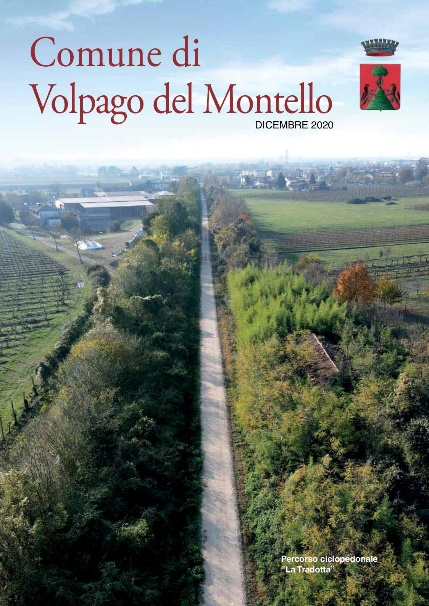 Comune di
Volpago del Montello
DICEMBRE 2020
Percorso ciclopedonale
"La Tradotta"